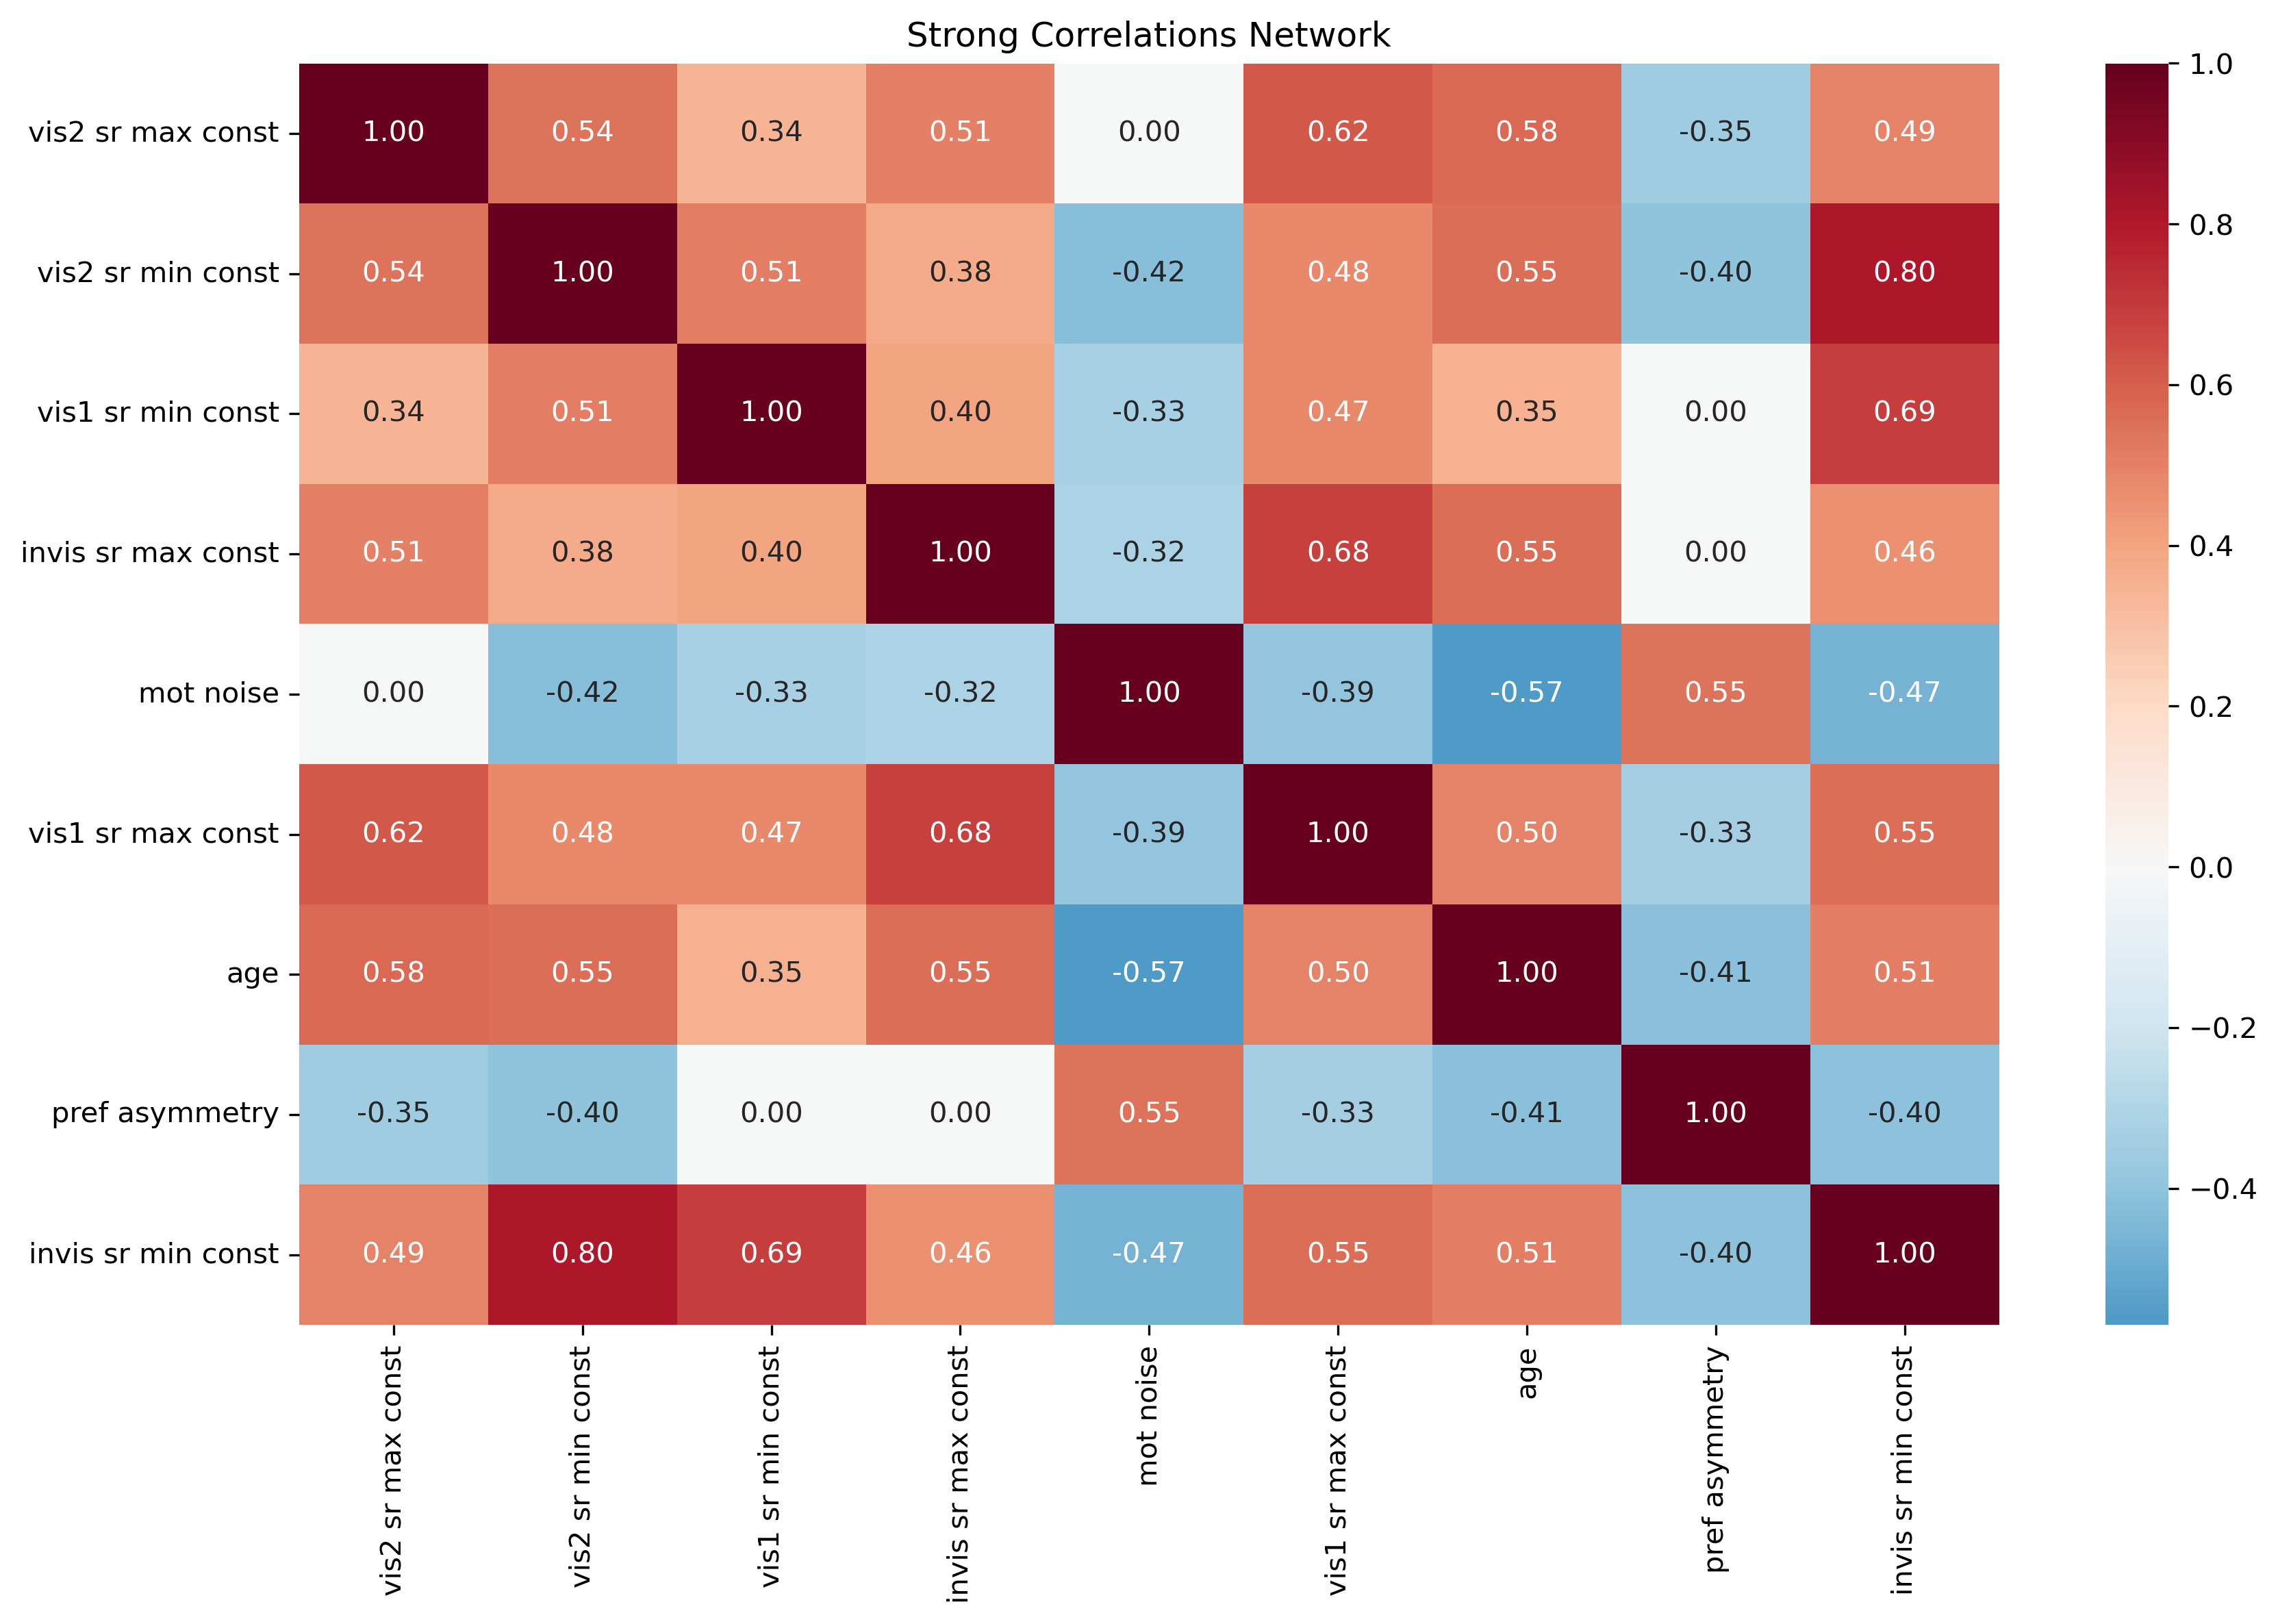 Strong Correlations Network
vis2 sr max const 1.00 0.54 0.34 0.51 0.00 0.62 0.58 -0.35 0.49
vis2 sr min const 0.54 1.00 0.51 0.38 -0.42 0.48 0.55 -0.40 0.80
vis1 sr min const 0.34 0.51 1.00 0.40 -0.33 0.47 0.35 0.00 0.69
invis sr max const 0.51 0.38 0.40 1.00 -0.32 0.68 0.55 0.00 0.46
mot noise 0.00 -0.42 -0.33 -0.32 1.00 -0.39 -0.57 0.55 -0.47
vis1 sr max const 0.62 0.48 0.47 0.68 -0.39 1.00 0.50 -0.33 0.55
age 0.58 0.55 0.35 0.55 -0.57 0.50 1.00 -0.41 0.51
pref asymmetry -0.35 -0.40 0.00 0.00 0.55 -0.33 -0.41 1.00 -0.40
invis sr min const 0.49 0.80 0.69 0.46 -0.47 0.55 0.51 -0.40 1.00
vis2 sr max const
vis2 sr min const
vis1 sr min const
invis sr max const
mot noise
vis1 sr max const
age
pref asymmetry
invis sr min const
1.0
0.8
0.6
0.4
0.2
0.0
−0.2
−0.4